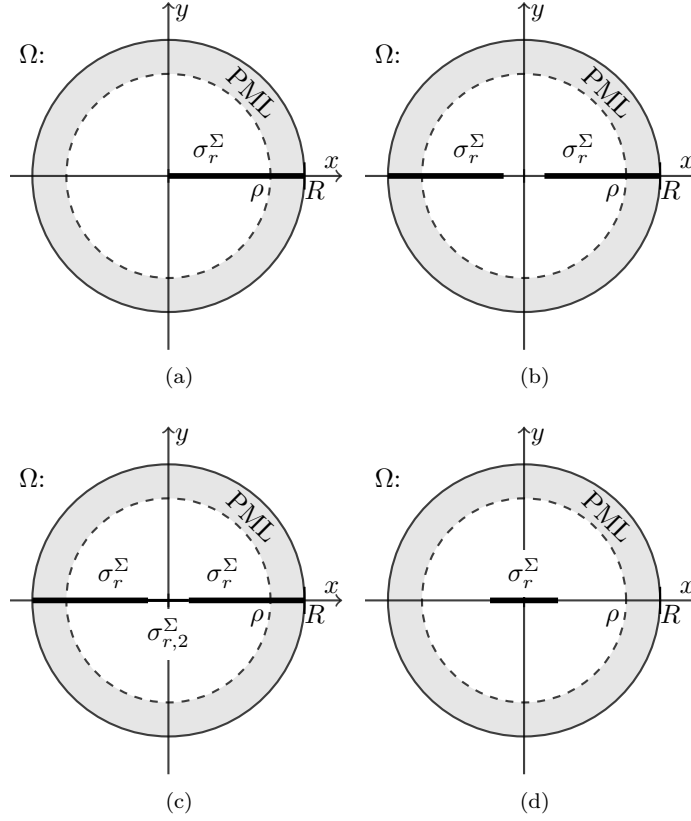 Ω: y PML σ_r^Σ x ρ R
(a)
Ω: y PML σ_r^Σ σ_r^Σ x ρ R
(b)
Ω: y PML σ_r^Σ σ_r^Σ x ρ R
σ_{r,2}^Σ
(c)
Ω: y PML σ_r^Σ x ρ R
(d)